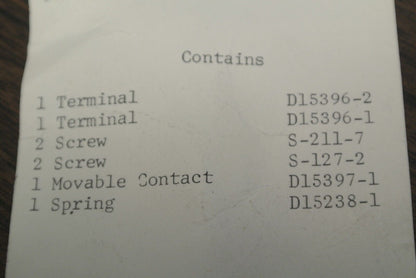 Contains
1 Terminal D15396-2
1 Terminal D15396-1
2 Screw S-211-7
2 Screw S-127-2
1 Movable Contact D15397-1
1 Spring D15238-1